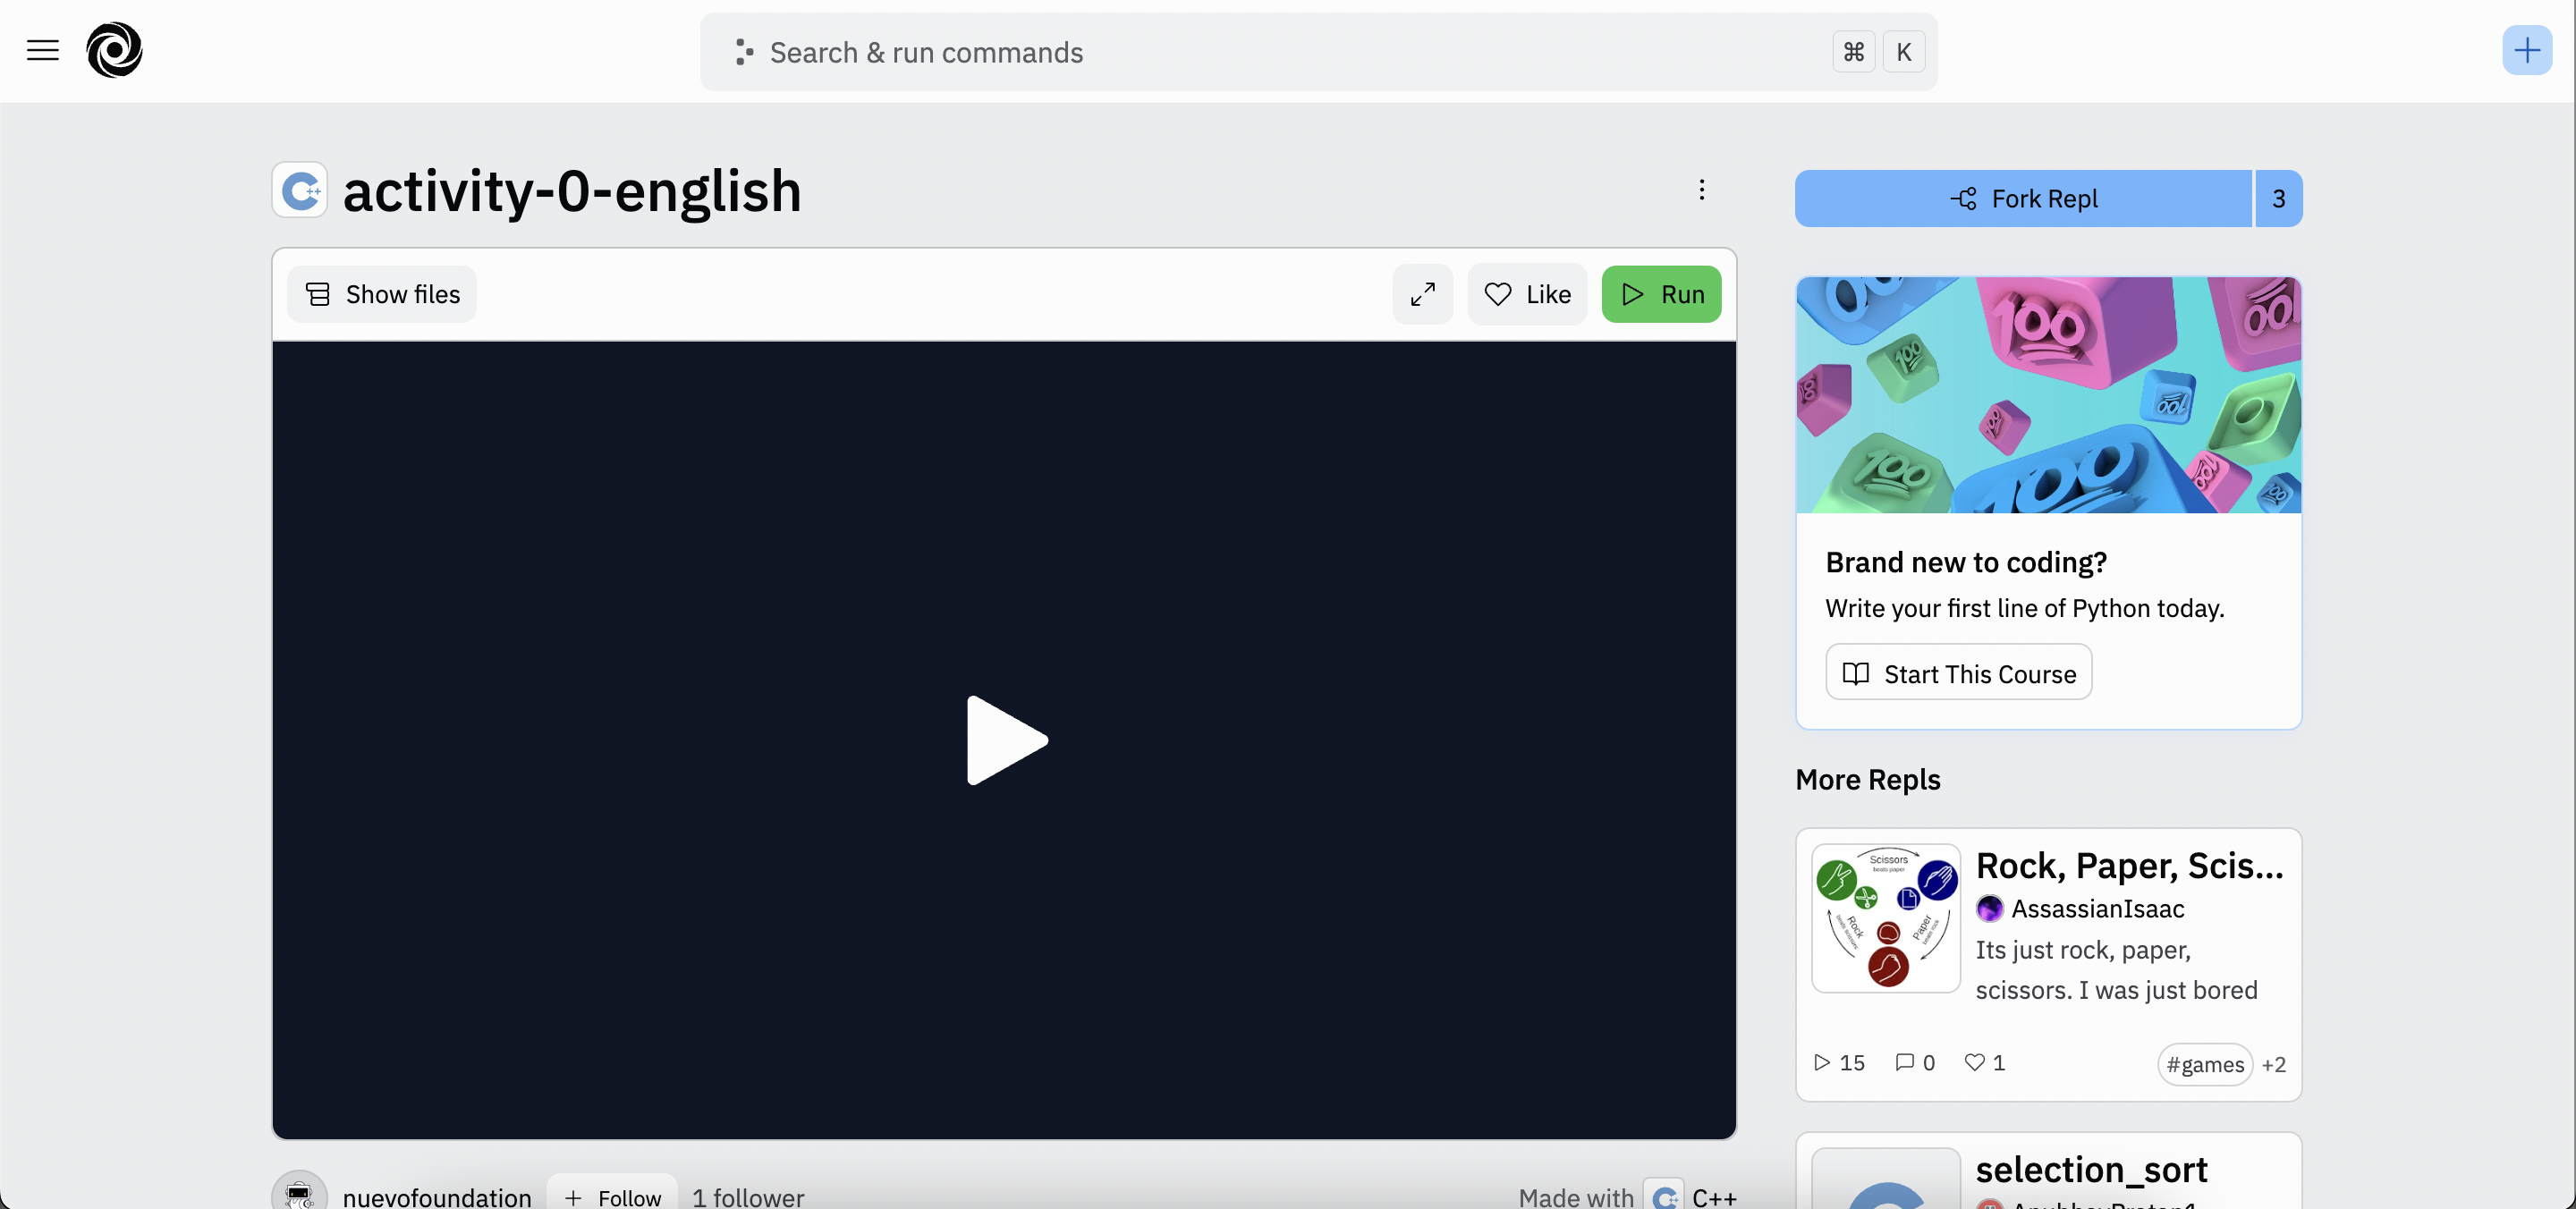 Search & run commands
⌘ K
activity-0-english
Fork Repl 3
Show files
Like
Run
Brand new to coding?
Write your first line of Python today.
Start This Course
More Repls
Scissors
beats paper
Rock
Paper
Rock, Paper, Scis...
AssassianIsaac
Its just rock, paper,
scissors. I was just bored
15
0
1
#games
+2
selection_sort
nuevofoundation
Follow
1 follower
Made with C++